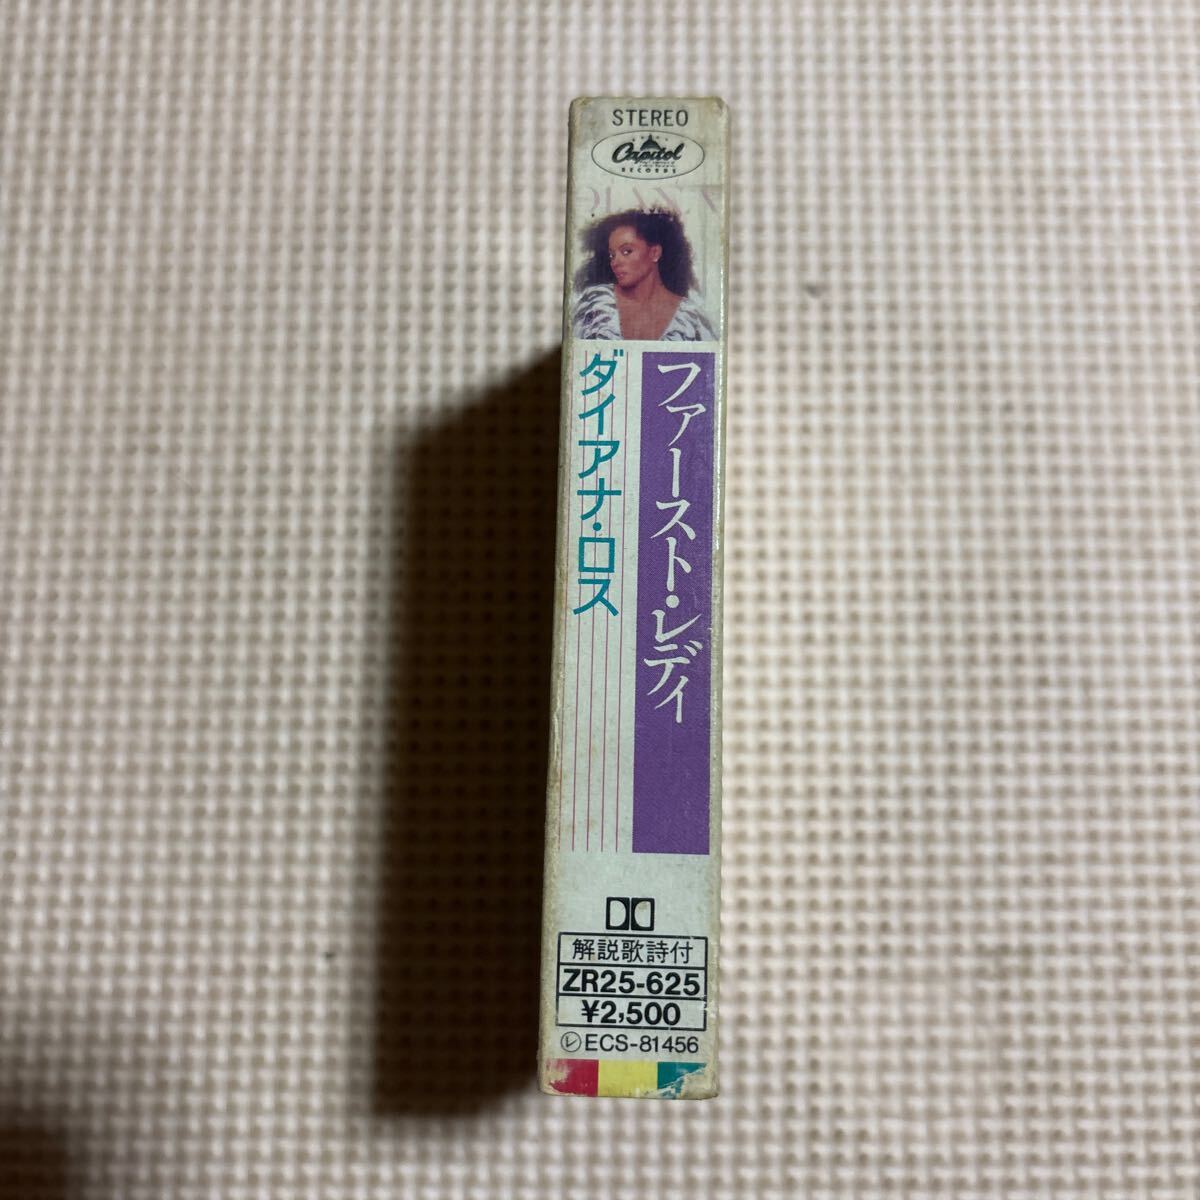 STEREO
Capitol
RECORDS
ファースト・レディ
ダイアナ・ロス
解説歌詩付
ZR25-625
¥2,500
Ⓛ ECS-81456